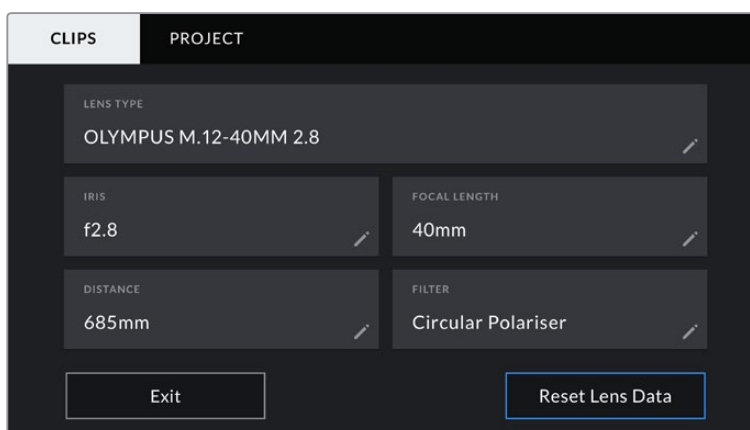 CLIPS PROJECT
LENS TYPE
OLYMPUS M.12-40MM 2.8
IRIS
f2.8
FOCAL LENGTH
40mm
DISTANCE
685mm
FILTER
Circular Polariser
Exit
Reset Lens Data